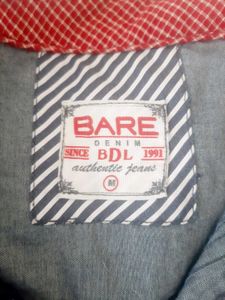 BARE
DENIM
SINCE BDL 1991
authentic jeans
M